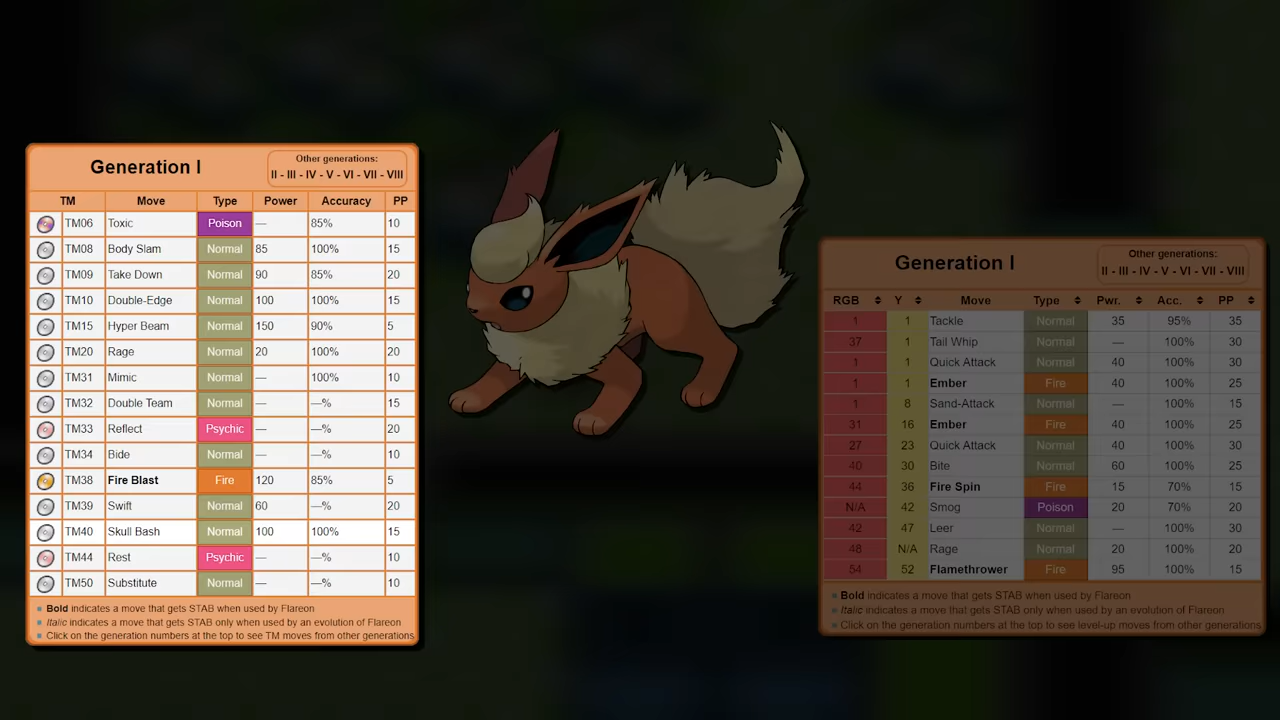 Generation I
Other generations:
II - III - IV - V - VI - VII - VIII
TM Move Type Power Accuracy PP
TM06 Toxic Poison — 85% 10
TM08 Body Slam Normal 85 100% 15
TM09 Take Down Normal 90 85% 20
TM10 Double-Edge Normal 100 100% 15
TM15 Hyper Beam Normal 150 90% 5
TM20 Rage Normal 20 100% 20
TM31 Mimic Normal — 100% 10
TM32 Double Team Normal — —% 15
TM33 Reflect Psychic — —% 20
TM34 Bide Normal — —% 10
TM38 Fire Blast Fire 120 85% 5
TM39 Swift Normal 60 —% 20
TM40 Skull Bash Normal 100 100% 15
TM44 Rest Psychic — —% 10
TM50 Substitute Normal — —% 10
Bold indicates a move that gets STAB when used by Flareon
Italic indicates a move that gets STAB only when used by an evolution of Flareon
Click on the generation numbers at the top to see TM moves from other generations
Generation I
Other generations:
II - III - IV - V - VI - VII - VIII
RGB Y Move Type Pwr. Acc. PP
1 1 Tackle Normal 35 95% 35
37 1 Tail Whip Normal — 100% 30
1 1 Quick Attack Normal 40 100% 30
1 1 Ember Fire 40 100% 25
1 8 Sand-Attack Normal — 100% 15
31 16 Ember Fire 40 100% 25
27 23 Quick Attack Normal 40 100% 30
40 30 Bite Normal 60 100% 25
44 36 Fire Spin Fire 15 70% 15
N/A 42 Smog Poison 20 70% 20
42 47 Leer Normal — 100% 30
48 N/A Rage Normal 20 100% 20
54 52 Flamethrower Fire 95 100% 15
Bold indicates a move that gets STAB when used by Flareon
Italic indicates a move that gets STAB only when used by an evolution of Flareon
Click on the generation numbers at the top to see level-up moves from other generations